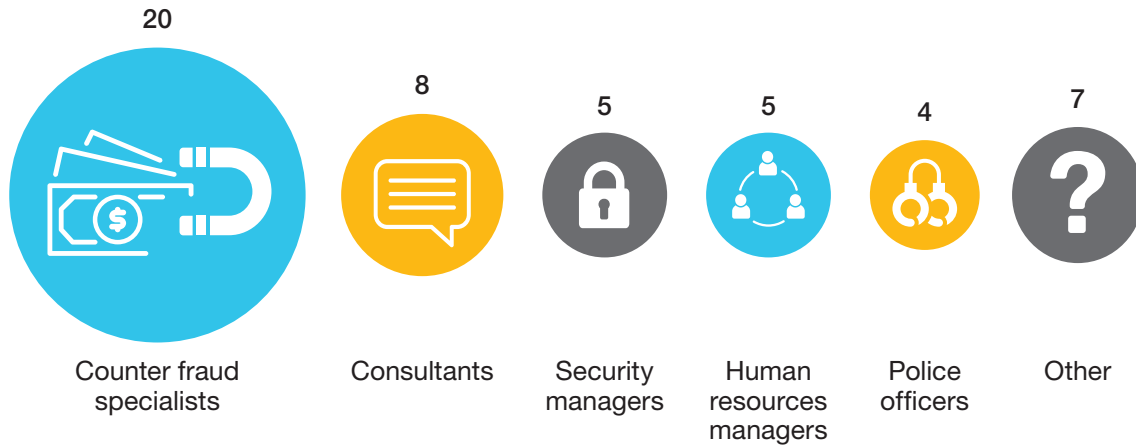 20
8
5
5
4
7
$
Counter fraud
specialists
Consultants
Security
managers
Human
resources
managers
Police
officers
Other
?